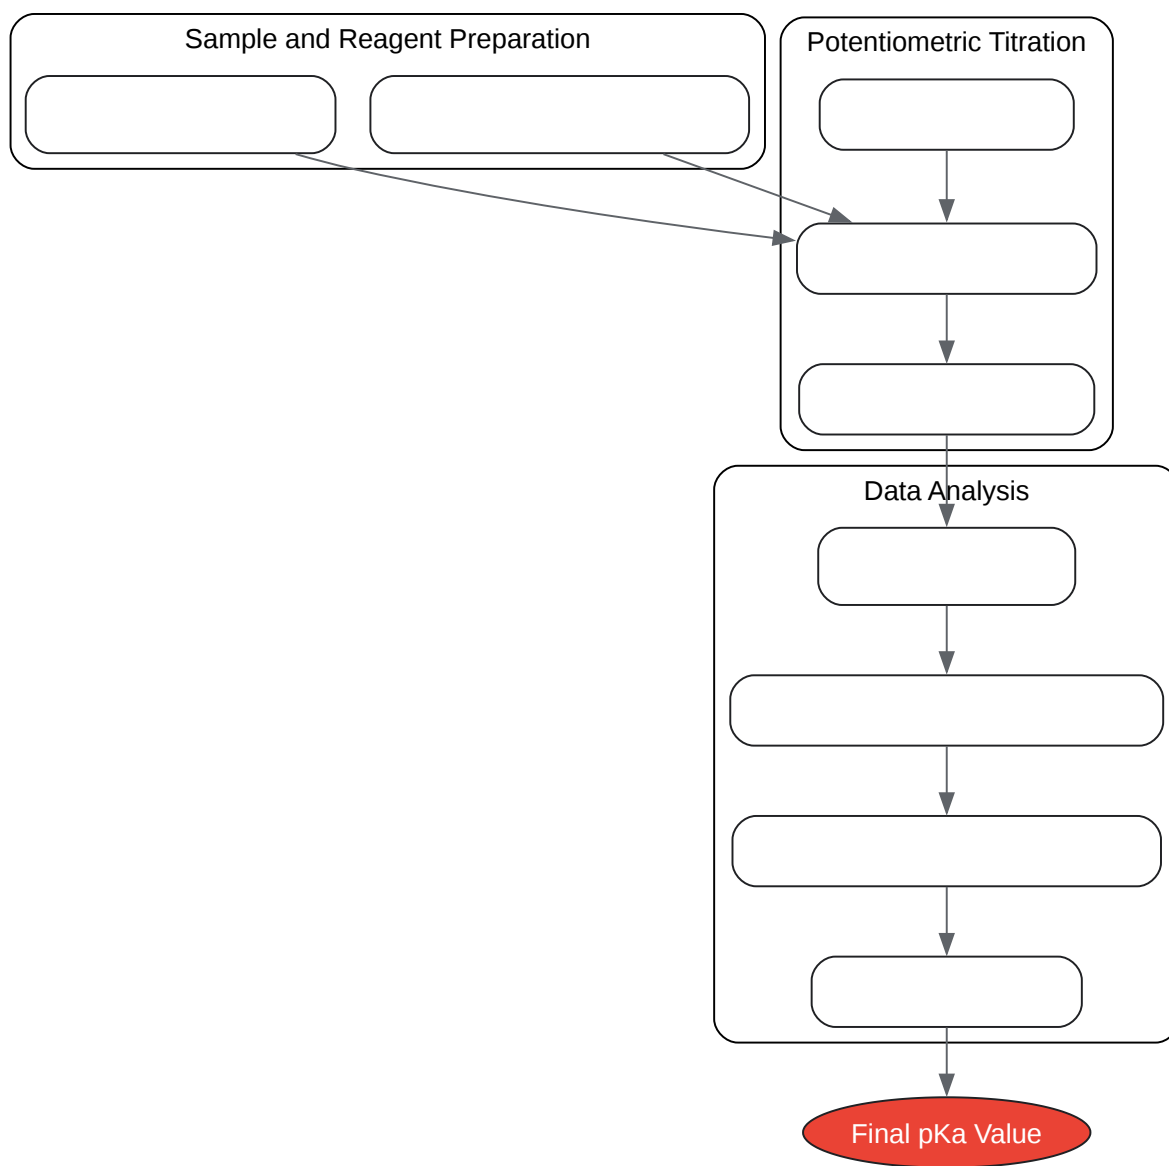 Sample and Reagent Preparation
Potentiometric Titration
Data Analysis
Final pKa Value